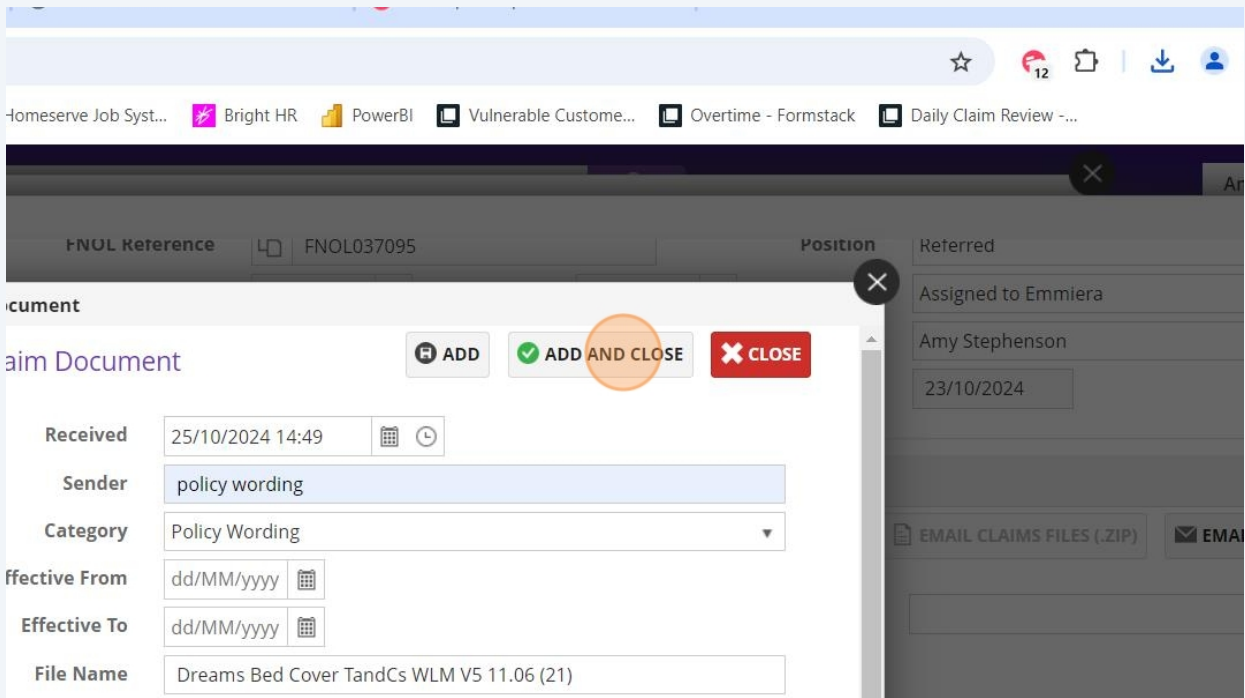 12
Homeserve Job Syst... Bright HR PowerBI Vulnerable Custome... Overtime - Formstack Daily Claim Review -...
FNOL Reference FNOL037095 Position Referred
Assigned to Emmiera
ocument
aim Document ADD ADD AND CLOSE CLOSE Amy Stephenson
23/10/2024
Received 25/10/2024 14:49
Sender policy wording
Category Policy Wording EMAIL CLAIMS FILES (.ZIP) EMAI
ffective From dd/MM/yyyy
Effective To dd/MM/yyyy
File Name Dreams Bed Cover TandCs WLM V5 11.06 (21)